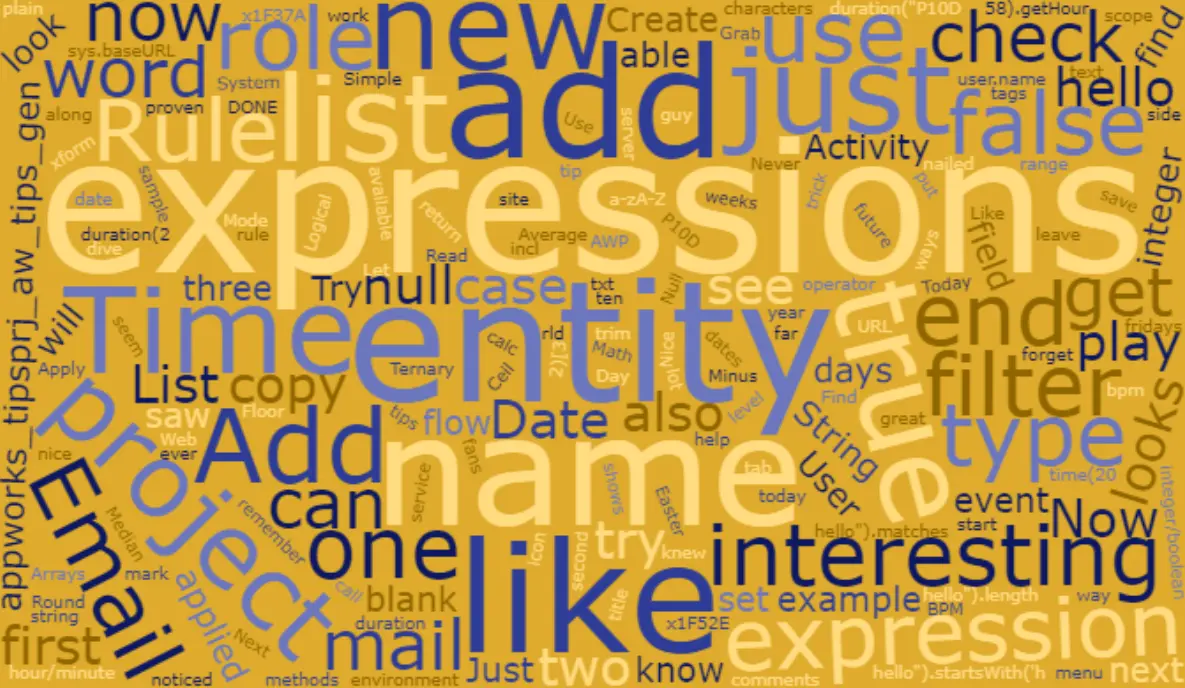 plain
now
role
new
Create
characters
duration("P10D
58).getHour
scope
x1F37A
work
Grab
able
use
check
find
look
sys.baseURL
word
System
Simple
add
just
user.name
text
tags
hello
along
proven
DONE
Rule
list
Use
server
guy
Activity
false
side
xform
tip
Never
nailed
range
expressions
date
sample
Mode
rule
Logical
available
return
site
a-zA-Z
weeks
trick
put
future
Like
save
integer
duration(2
dive
Average
incl
AWP
P10D
ways
field
leave
Let
Read
three
Try
null
case
txt
ten
Null
see
operator
Today
end
get
will
Time
entity
year
far
true
URL
fridays
seem
rld
trim
Math
Nice
dates
calc
2)[3]
forget
play
Apply
List
copy
Ternary
Cell
Day
lot
Minus
days
filter
bpm
project
saw
Floor
tips
flow
Date
also
level
String
Find
great
looks
Web
ever
Add
help
type
nice
fans
name
tab
User
time(20
Email
can
service
shows
Easter
today
event
Now
start
integer/boolean
Median
remember
one
like
Icon
second
try
knew
interesting
hello").matches
appworks_tipsprj_aw_tips_gen
Arrays
mark
applied
call
blank
title
set
example
hello").length
way
BPM
Round
string
duration
x1F52E
expression
first
Next
mail
Just
two
know
hour/minute
noticed
methods
environment
comments
hello").startsWith('h
menu
next